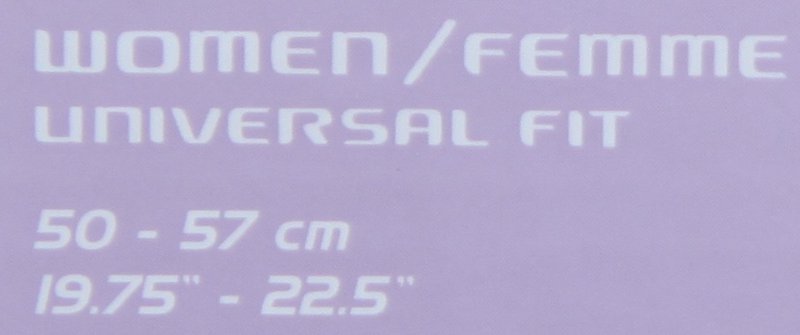 WOMEN/FEMME
UNIVERSAL FIT
50 - 57 cm
19.75" - 22.5"